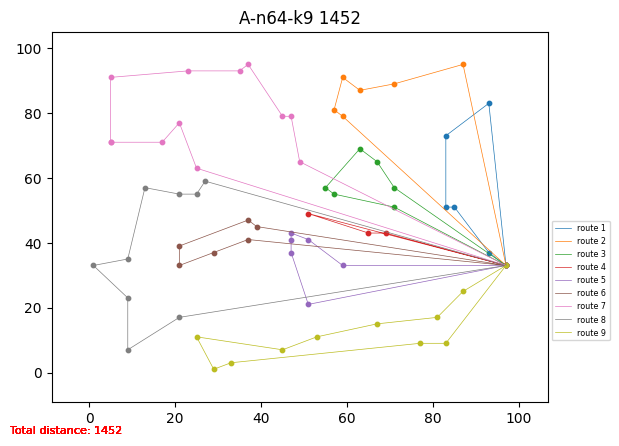 A-n64-k9 1452
100
80
60
40
20
0
0 20 40 60 80 100
route 1
route 2
route 3
route 4
route 5
route 6
route 7
route 8
route 9
Total distance: 1452